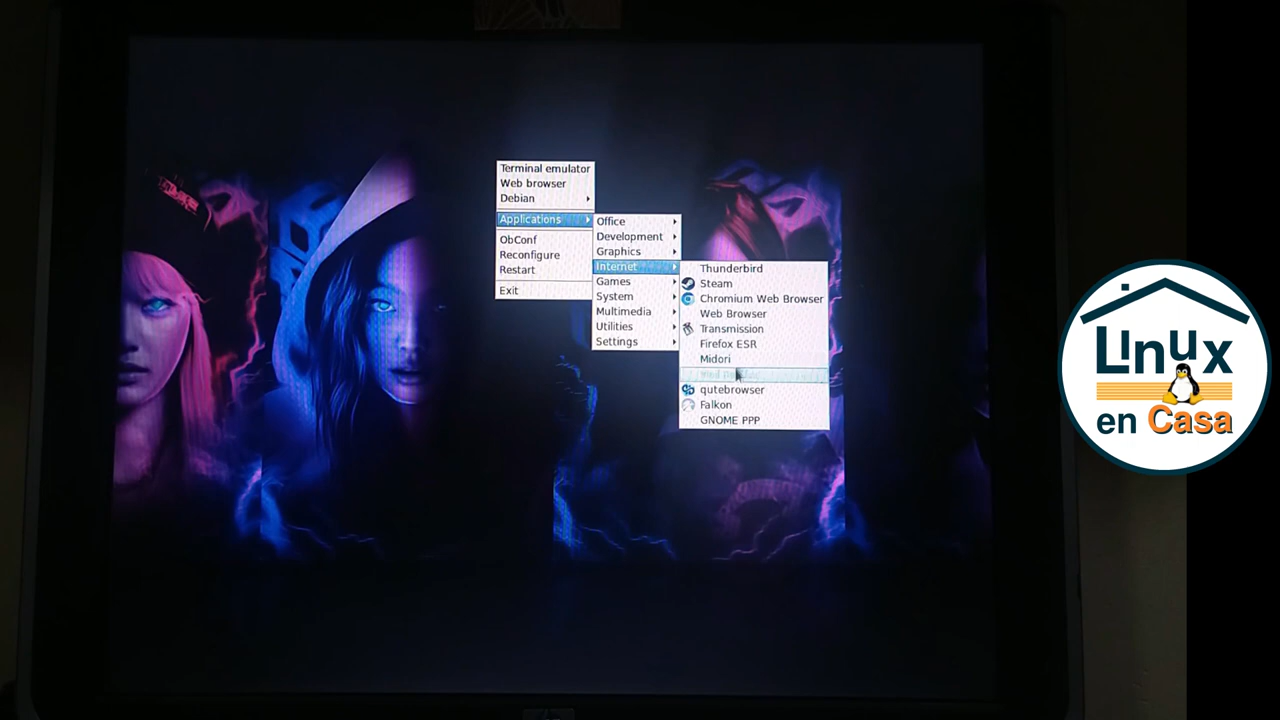 Terminal emulator
Web browser
Debian
Applications
ObConf
Reconfigure
Restart
Exit
Office
Development
Graphics
Internet
Games
System
Multimedia
Utilities
Settings
Thunderbird
Steam
Chromium Web Browser
Web Browser
Transmission
Firefox ESR
Midori
qutebrowser
Falkon
GNOME PPP
Linux
en Casa